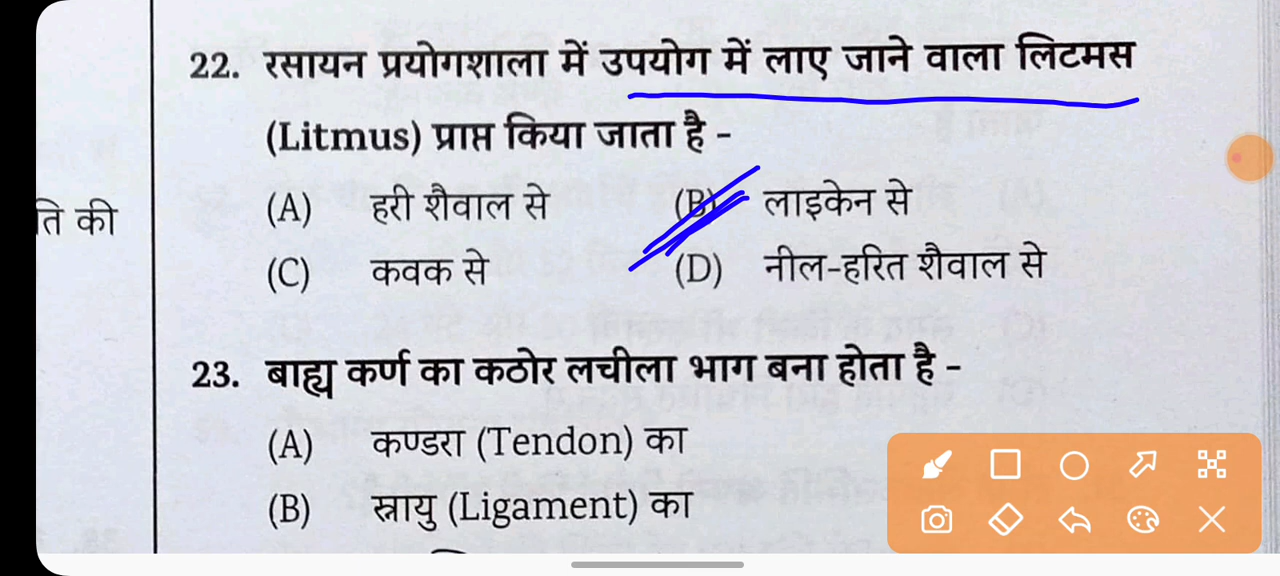 22. रसायन प्रयोगशाला में उपयोग में लाए जाने वाला लिटमस
(Litmus) प्राप्त किया जाता है -
(A) हरी शैवाल से (B) लाइकेन से
ति की
(C) कवक से (D) नील-हरित शैवाल से
23. बाह्य कर्ण का कठोर लचीला भाग बना होता है -
(A) कण्डरा (Tendon) का
(B) स्नायु (Ligament) का